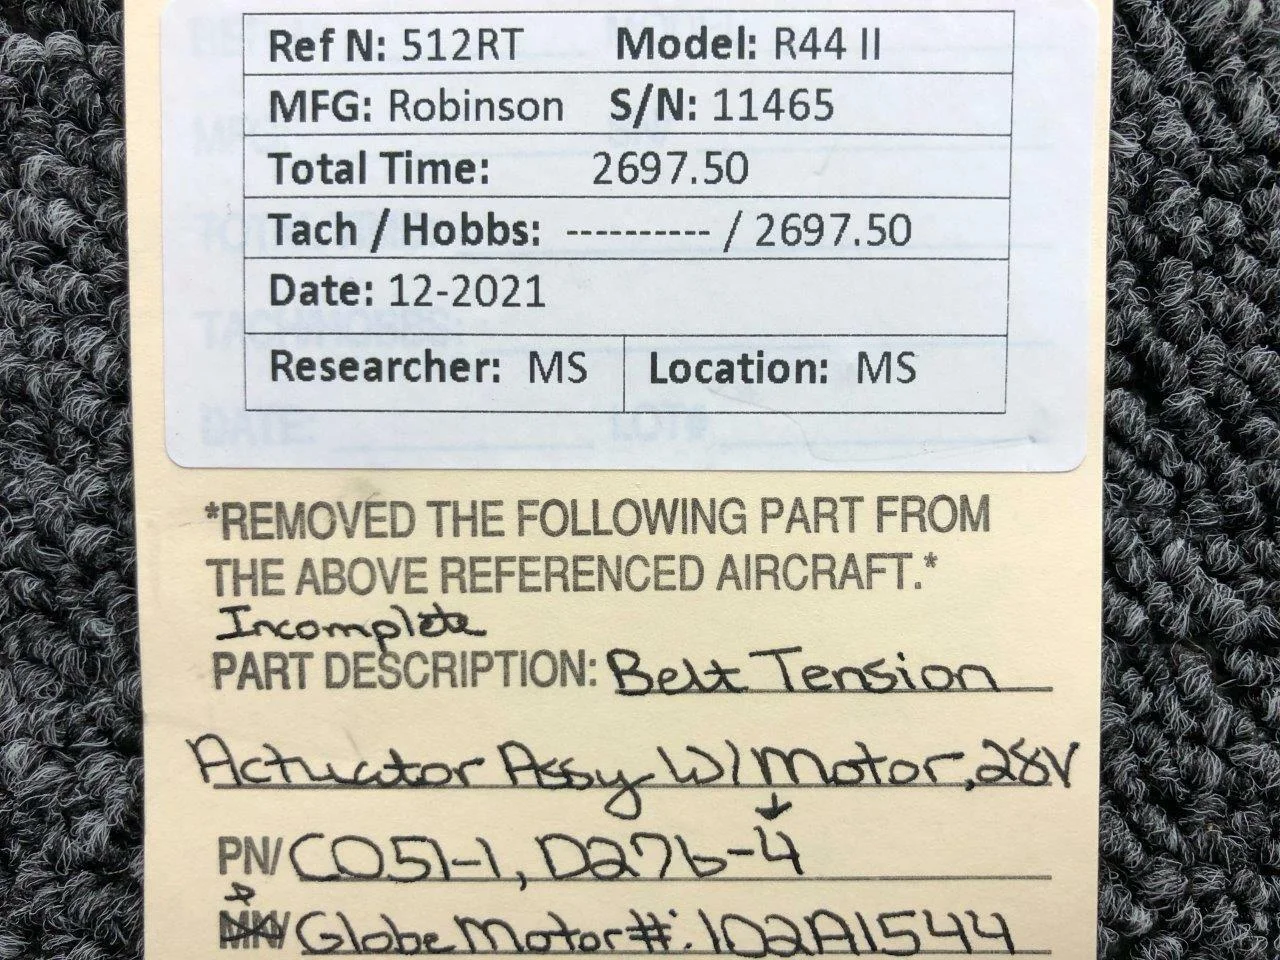 Ref N: 512RT Model: R44 II
MFG: Robinson S/N: 11465
Total Time: 2697.50
Tach / Hobbs: ---------- / 2697.50
Date: 12-2021
Researcher: MS Location: MS
*REMOVED THE FOLLOWING PART FROM
THE ABOVE REFERENCED AIRCRAFT.*
Incomplete
PART DESCRIPTION: Belt Tension
Actuator Assy W/ Motor, 28V
PN/ C051-1, D276-4
MN/ Globe Motor #: 102A1544